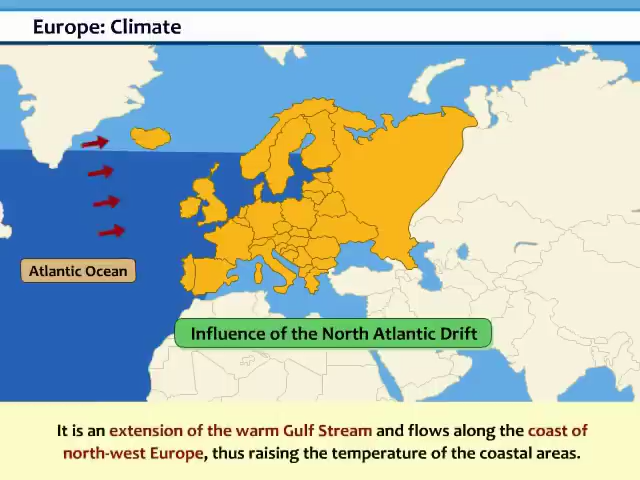 Europe: Climate
Atlantic Ocean
Influence of the North Atlantic Drift
It is an extension of the warm Gulf Stream and flows along the coast of
north-west Europe, thus raising the temperature of the coastal areas.